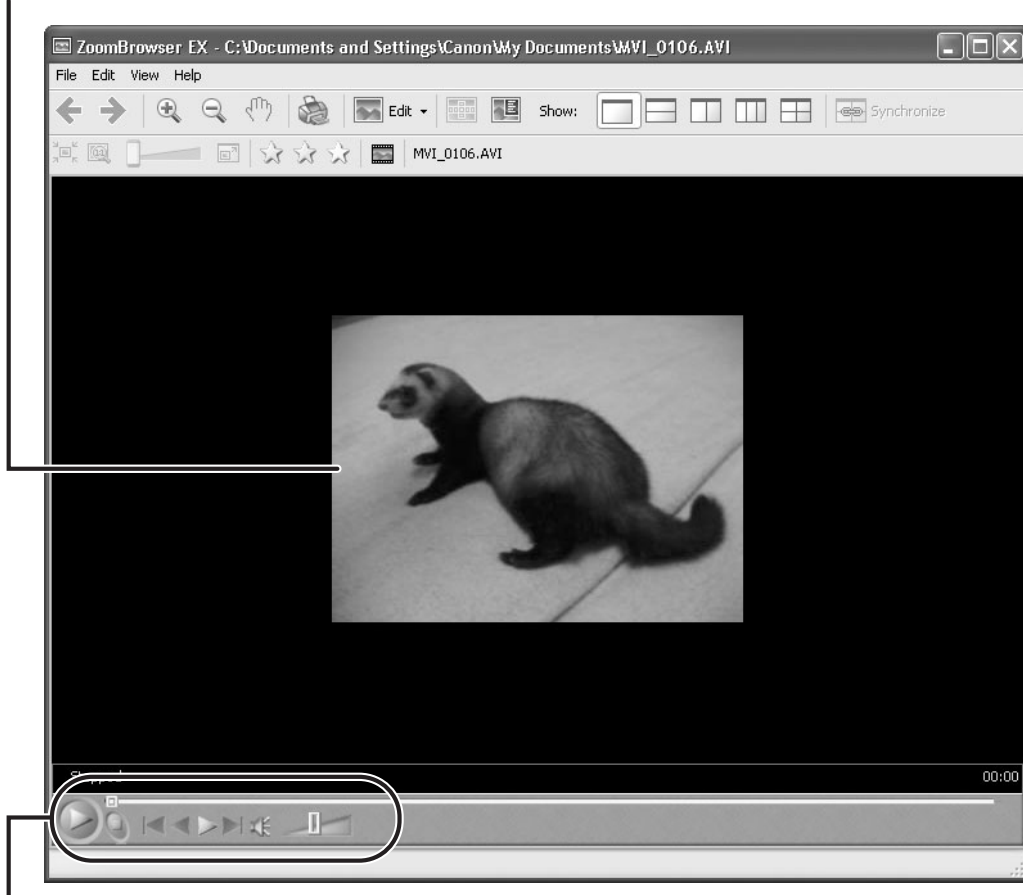 ZoomBrowser EX - C:\Documents and Settings\Canon\My Documents\MVI_0106.AVI
File Edit View Help
Edit Show: Synchronize
MVI_0106.AVI
Stopped 00:00